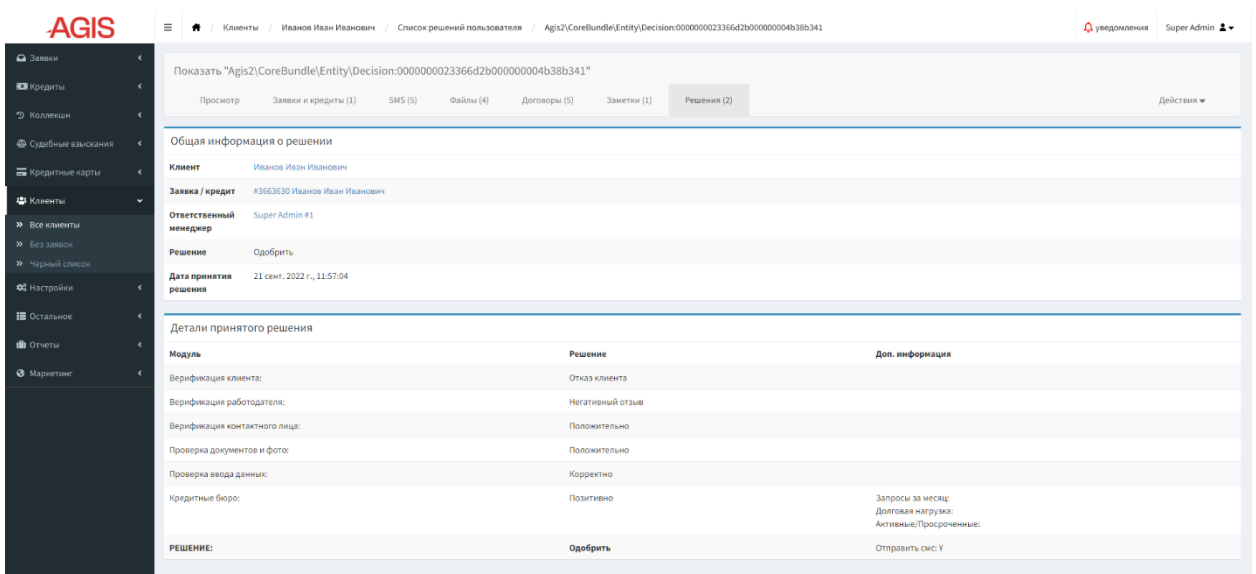 AGIS
Клиенты / Иванов Иван Иванович / Список решений пользователя / Agis2\CoreBundle\Entity\Decision:0000000023366d2b000000004b38b341
уведомления Super Admin
Заявки
Кредиты
Коллекшн
Судебные взыскания
Кредитные карты
Клиенты
Все клиенты
Без заявок
Черный список
Настройки
Остальное
Отчеты
Маркетинг
Показать "Agis2\CoreBundle\Entity\Decision:0000000023366d2b000000004b38b341"
Просмотр Заявки и кредиты (1) SMS (5) Файлы (4) Договоры (5) Заметки (1) Решения (2) Действия
Общая информация о решении
Клиент Иванов Иван Иванович
Заявка / кредит #3663630 Иванов Иван Иванович
Ответственный Super Admin #1
менеджер
Решение Одобрить
Дата принятия 21 сент. 2022 г., 11:57:04
решения
Детали принятого решения
Модуль Решение Доп. информация
Верификация клиента: Отказ клиента
Верификация работодателя: Негативный отзыв
Верификация контактного лица: Положительно
Проверка документов и фото: Положительно
Проверка ввода данных: Корректно
Кредитные бюро: Позитивно Запросы за месяц:
Долговая нагрузка:
Активные/Просроченные:
РЕШЕНИЕ: Одобрить Отправить смс: Y